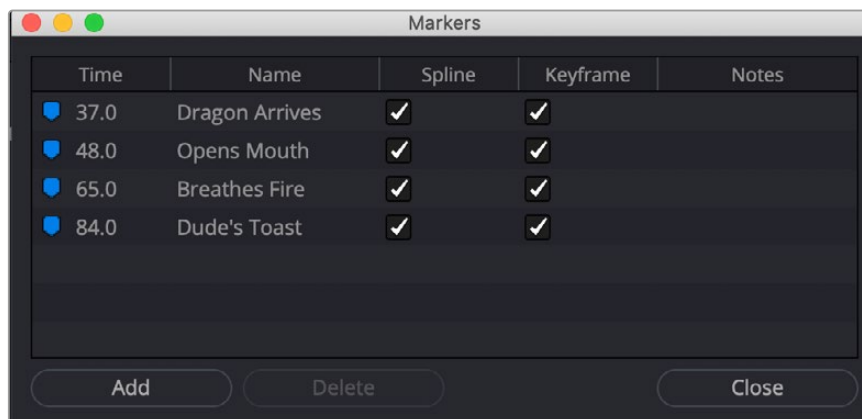 Markers
Time Name Spline Keyframe Notes
37.0 Dragon Arrives
48.0 Opens Mouth
65.0 Breathes Fire
84.0 Dude's Toast
Add Delete Close